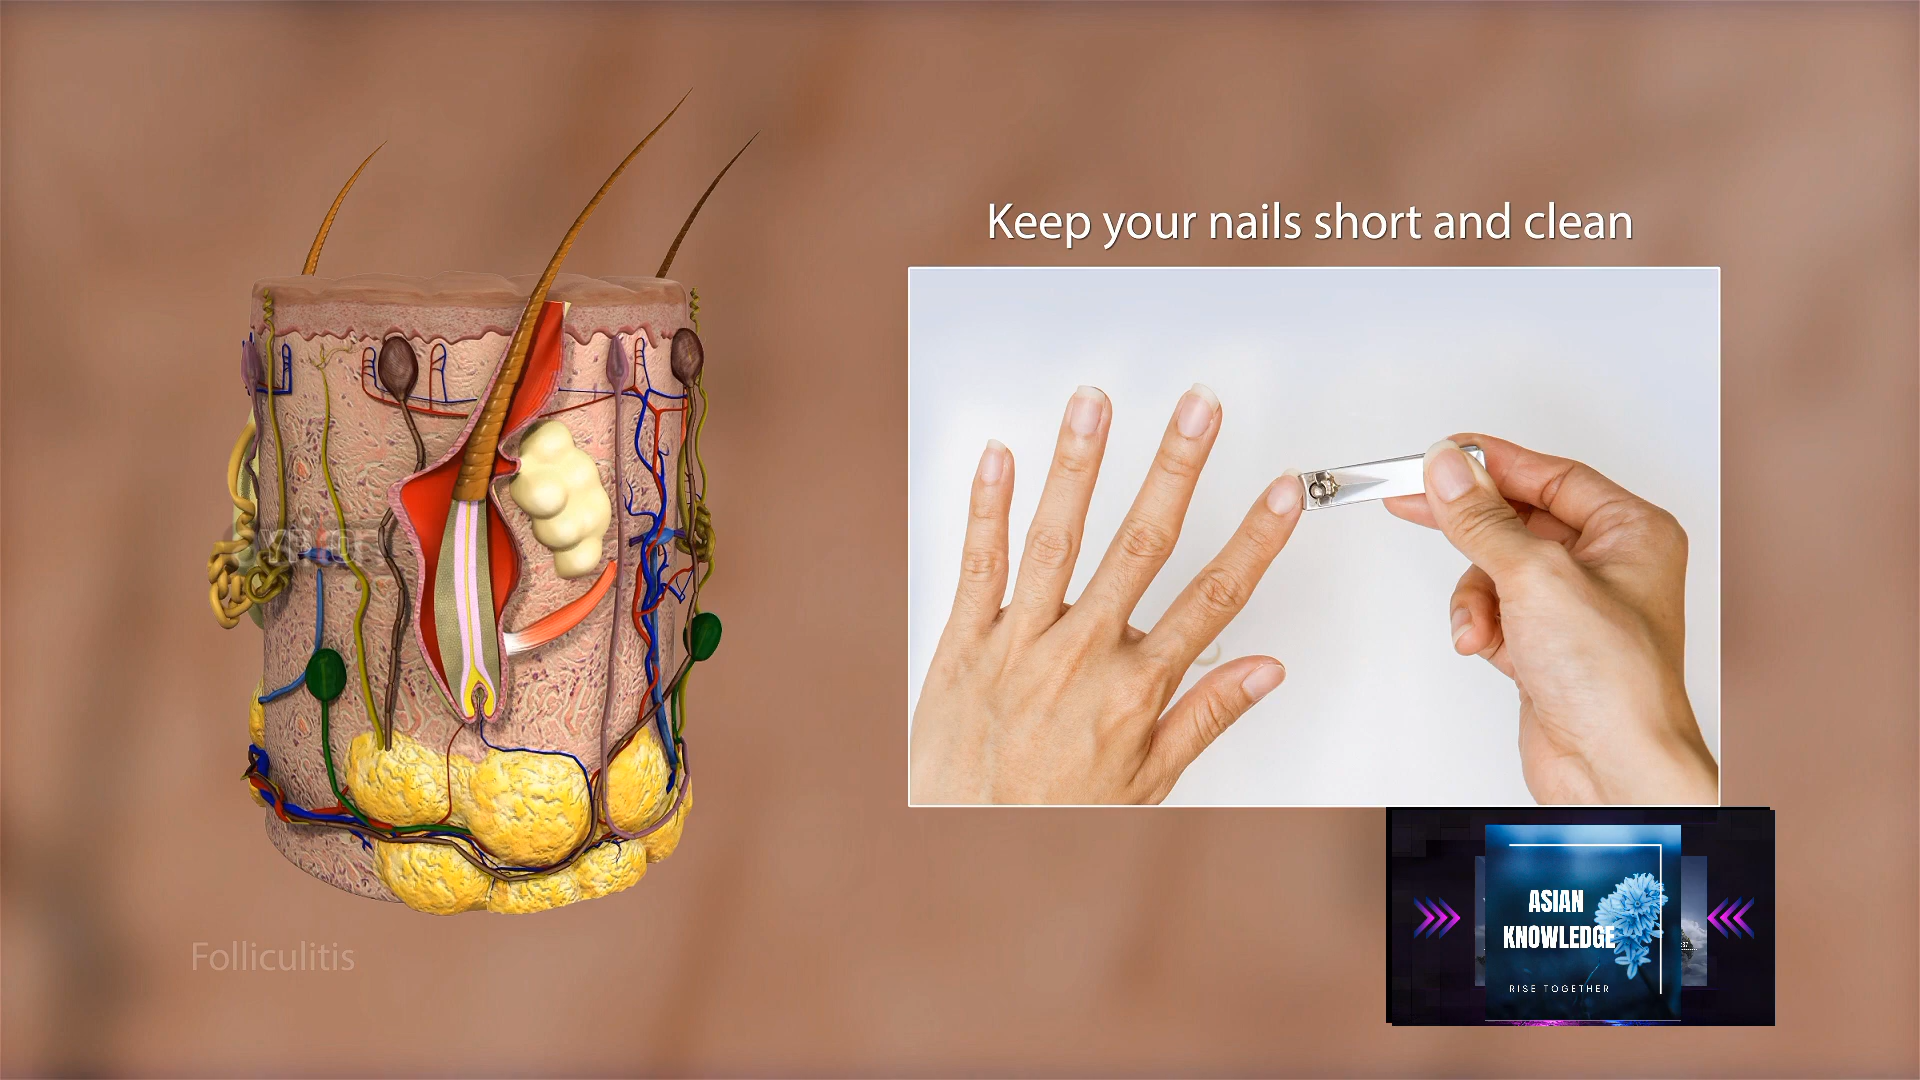 Keep your nails short and clean
Folliculitis
ASIAN
KNOWLEDGE
RISE TOGETHER